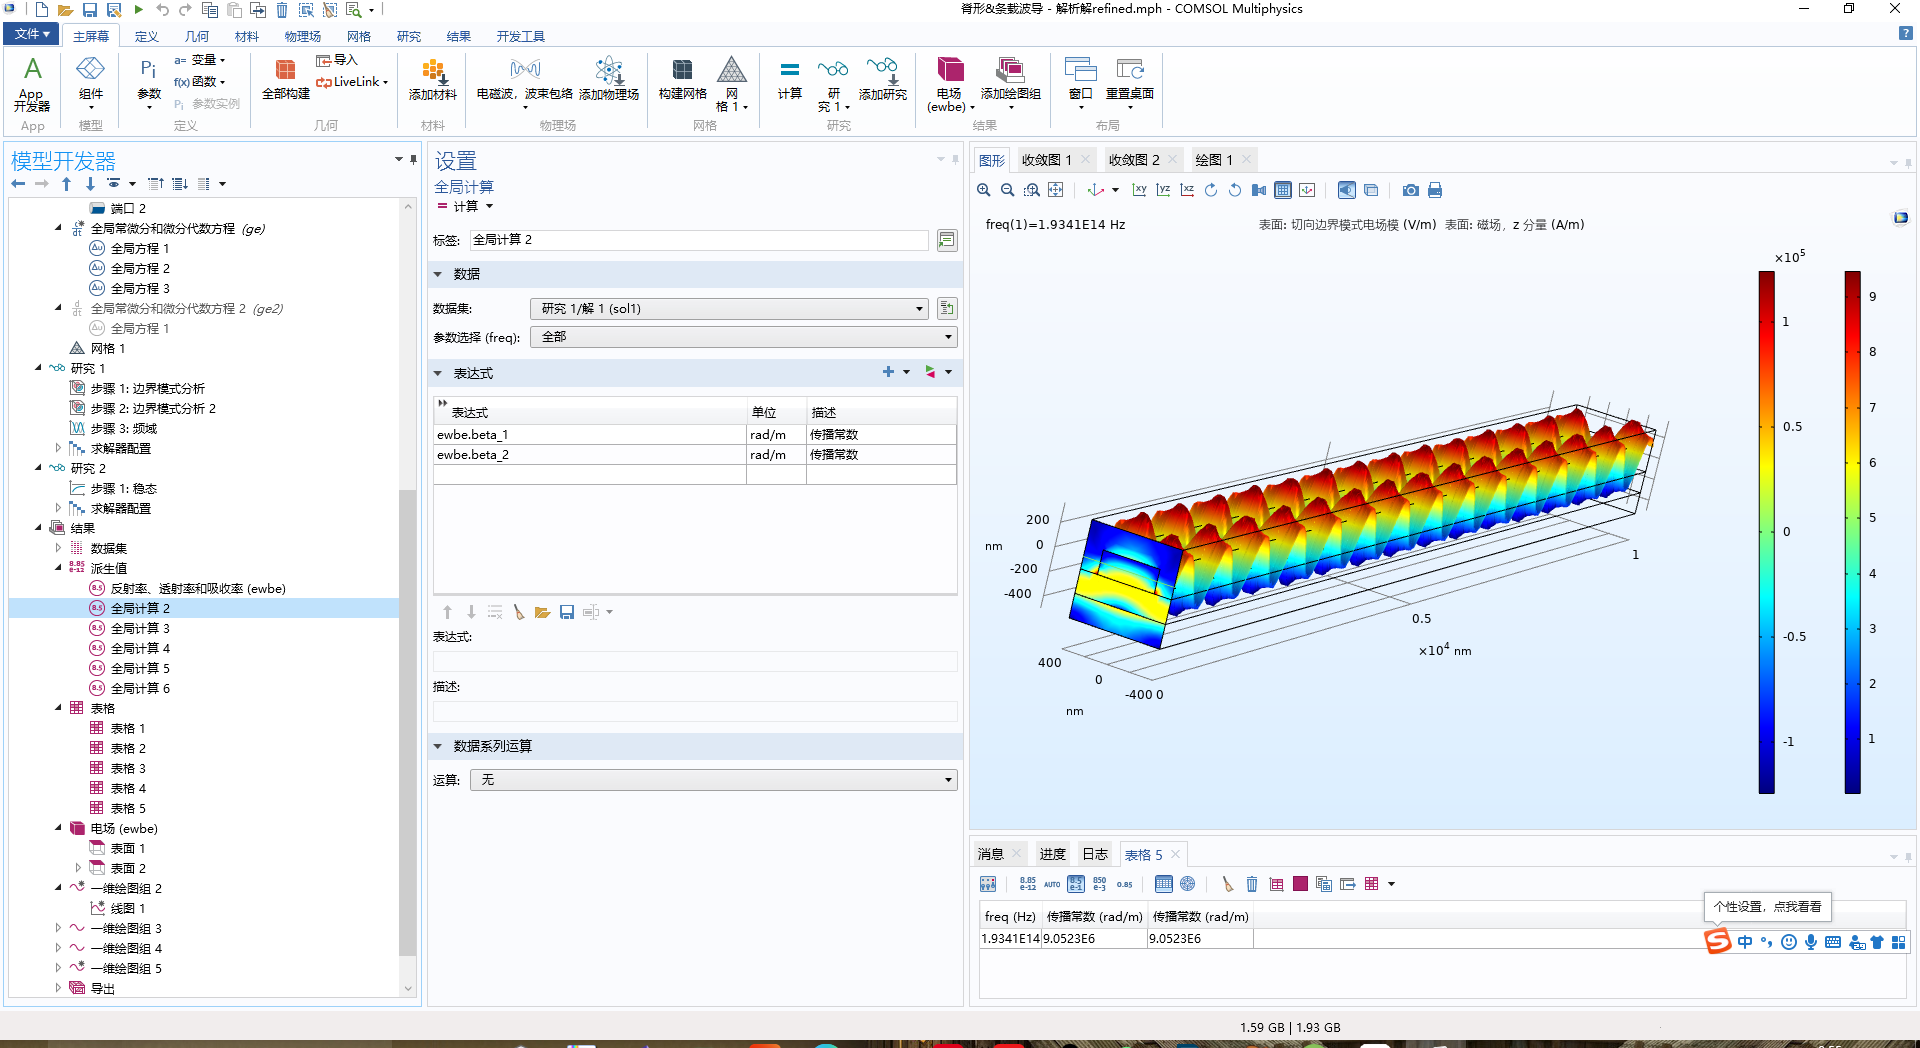 脊形&条载波导 - 解析解refined.mph - COMSOL Multiphysics
文件 主屏幕 定义 几何 材料 物理场 网格 研究 结果 开发工具
App 开发器
App
组件
模型
Pi
参数
a= 变量
f(x) 函数
Pi 参数实例
定义
全部构建
导入
LiveLink
几何
添加材料
材料
电磁波，波束包络
添加物理场
物理场
构建网格
网格 1
网格
计算
研究 1
添加研究
研究
电场 (ewbe)
添加绘图组
结果
窗口
重置桌面
布局
模型开发器
端口 2
全局常微分和微分代数方程 (ge)
全局方程 1
全局方程 2
全局方程 3
全局常微分和微分代数方程 2 (ge2)
全局方程 1
网格 1
研究 1
步骤 1: 边界模式分析
步骤 2: 边界模式分析 2
步骤 3: 频域
求解器配置
研究 2
步骤 1: 稳态
求解器配置
结果
数据集
派生值
反射率、透射率和吸收率 (ewbe)
全局计算 2
全局计算 3
全局计算 4
全局计算 5
全局计算 6
表格
表格 1
表格 2
表格 3
表格 4
表格 5
电场 (ewbe)
表面 1
表面 2
一维绘图组 2
线图 1
一维绘图组 3
一维绘图组 4
一维绘图组 5
导出
设置
全局计算
= 计算
标签: 全局计算 2
数据
数据集: 研究 1/解 1 (sol1)
参数选择 (freq): 全部
表达式
表达式 单位 描述
ewbe.beta_1 rad/m 传播常数
ewbe.beta_2 rad/m 传播常数
表达式:
描述:
数据系列运算
运算: 无
图形 收敛图 1 收敛图 2 绘图 1
xy yz xz
freq(1)=1.9341E14 Hz 表面: 切向边界模式电场模 (V/m) 表面: 磁场，z 分量 (A/m)
×10⁵
1
0.5
0
-0.5
-1
9
8
7
6
5
4
3
2
1
200
0
-200
-400
nm
400
0
-400
nm
0
0.5
1
×10⁴ nm
消息 进度 日志 表格 5
8.85 e-12 AUTO 8.5 e-1 850 e-3 0.85
freq (Hz) 传播常数 (rad/m) 传播常数 (rad/m)
1.9341E14 9.0523E6 9.0523E6
个性设置，点我看看
中
1.59 GB | 1.93 GB